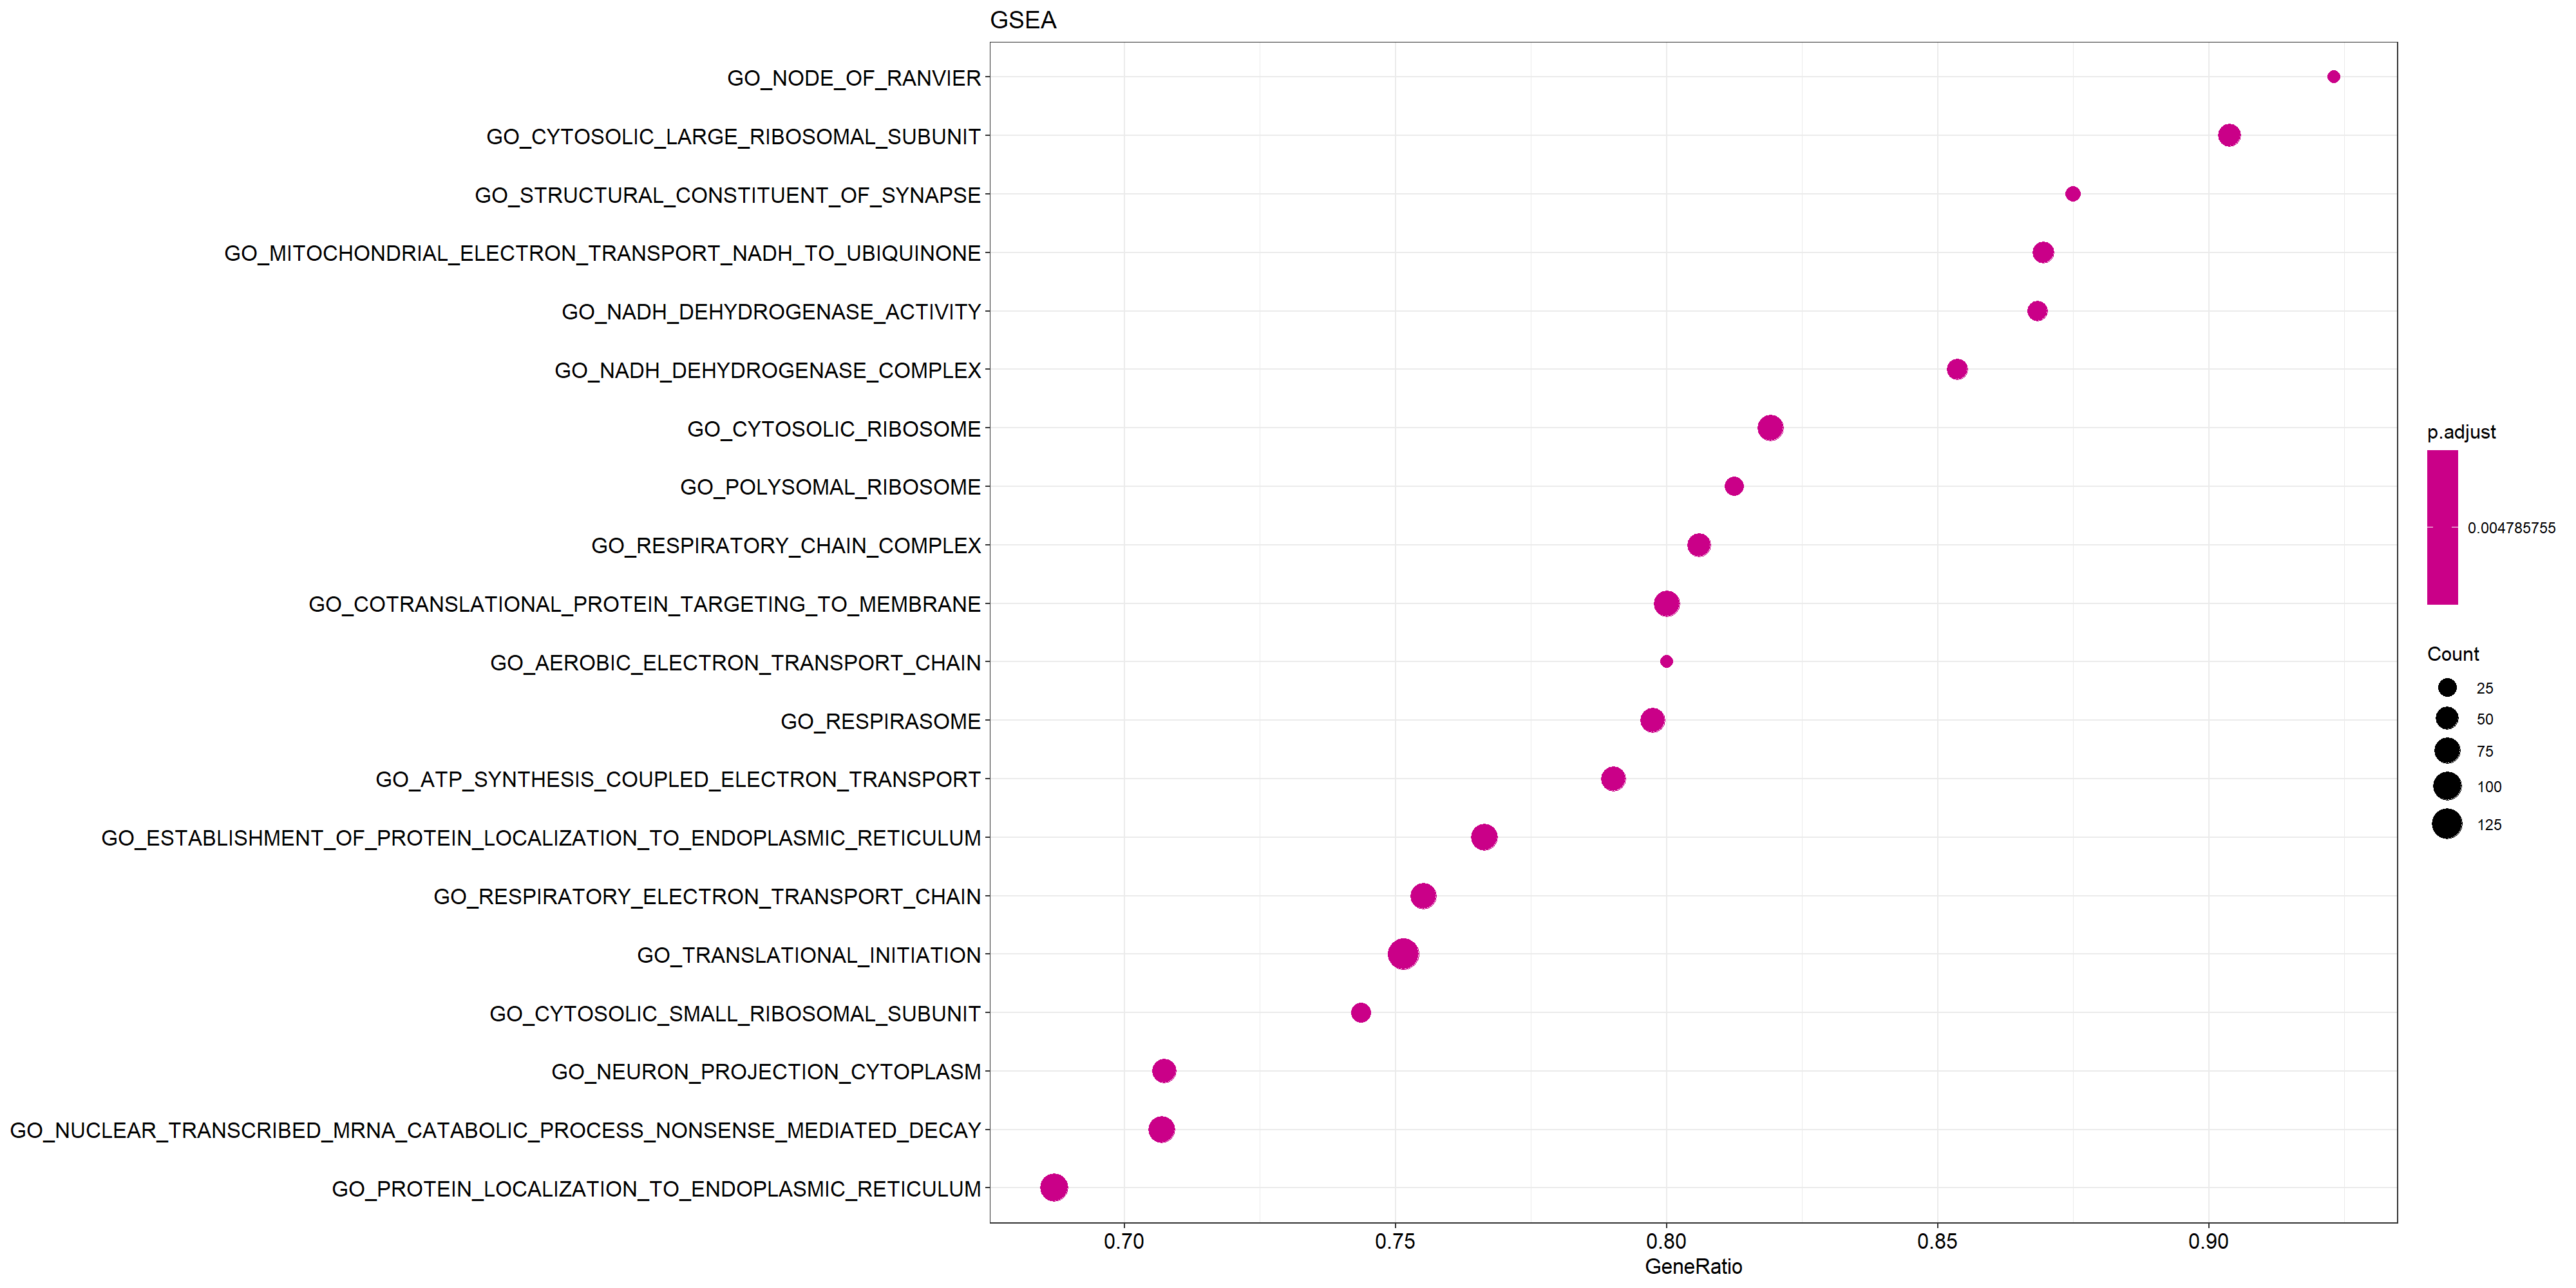 GSEA
GO_NODE_OF_RANVIER
GO_CYTOSOLIC_LARGE_RIBOSOMAL_SUBUNIT
GO_STRUCTURAL_CONSTITUENT_OF_SYNAPSE
GO_MITOCHONDRIAL_ELECTRON_TRANSPORT_NADH_TO_UBIQUINONE
GO_NADH_DEHYDROGENASE_ACTIVITY
GO_NADH_DEHYDROGENASE_COMPLEX
GO_CYTOSOLIC_RIBOSOME
GO_POLYSOMAL_RIBOSOME
GO_RESPIRATORY_CHAIN_COMPLEX
GO_COTRANSLATIONAL_PROTEIN_TARGETING_TO_MEMBRANE
GO_AEROBIC_ELECTRON_TRANSPORT_CHAIN
GO_RESPIRASOME
GO_ATP_SYNTHESIS_COUPLED_ELECTRON_TRANSPORT
GO_ESTABLISHMENT_OF_PROTEIN_LOCALIZATION_TO_ENDOPLASMIC_RETICULUM
GO_RESPIRATORY_ELECTRON_TRANSPORT_CHAIN
GO_TRANSLATIONAL_INITIATION
GO_CYTOSOLIC_SMALL_RIBOSOMAL_SUBUNIT
GO_NEURON_PROJECTION_CYTOPLASM
GO_NUCLEAR_TRANSCRIBED_MRNA_CATABOLIC_PROCESS_NONSENSE_MEDIATED_DECAY
GO_PROTEIN_LOCALIZATION_TO_ENDOPLASMIC_RETICULUM
0.70 0.75 0.80 0.85 0.90
GeneRatio
p.adjust
0.004785755
Count
25
50
75
100
125